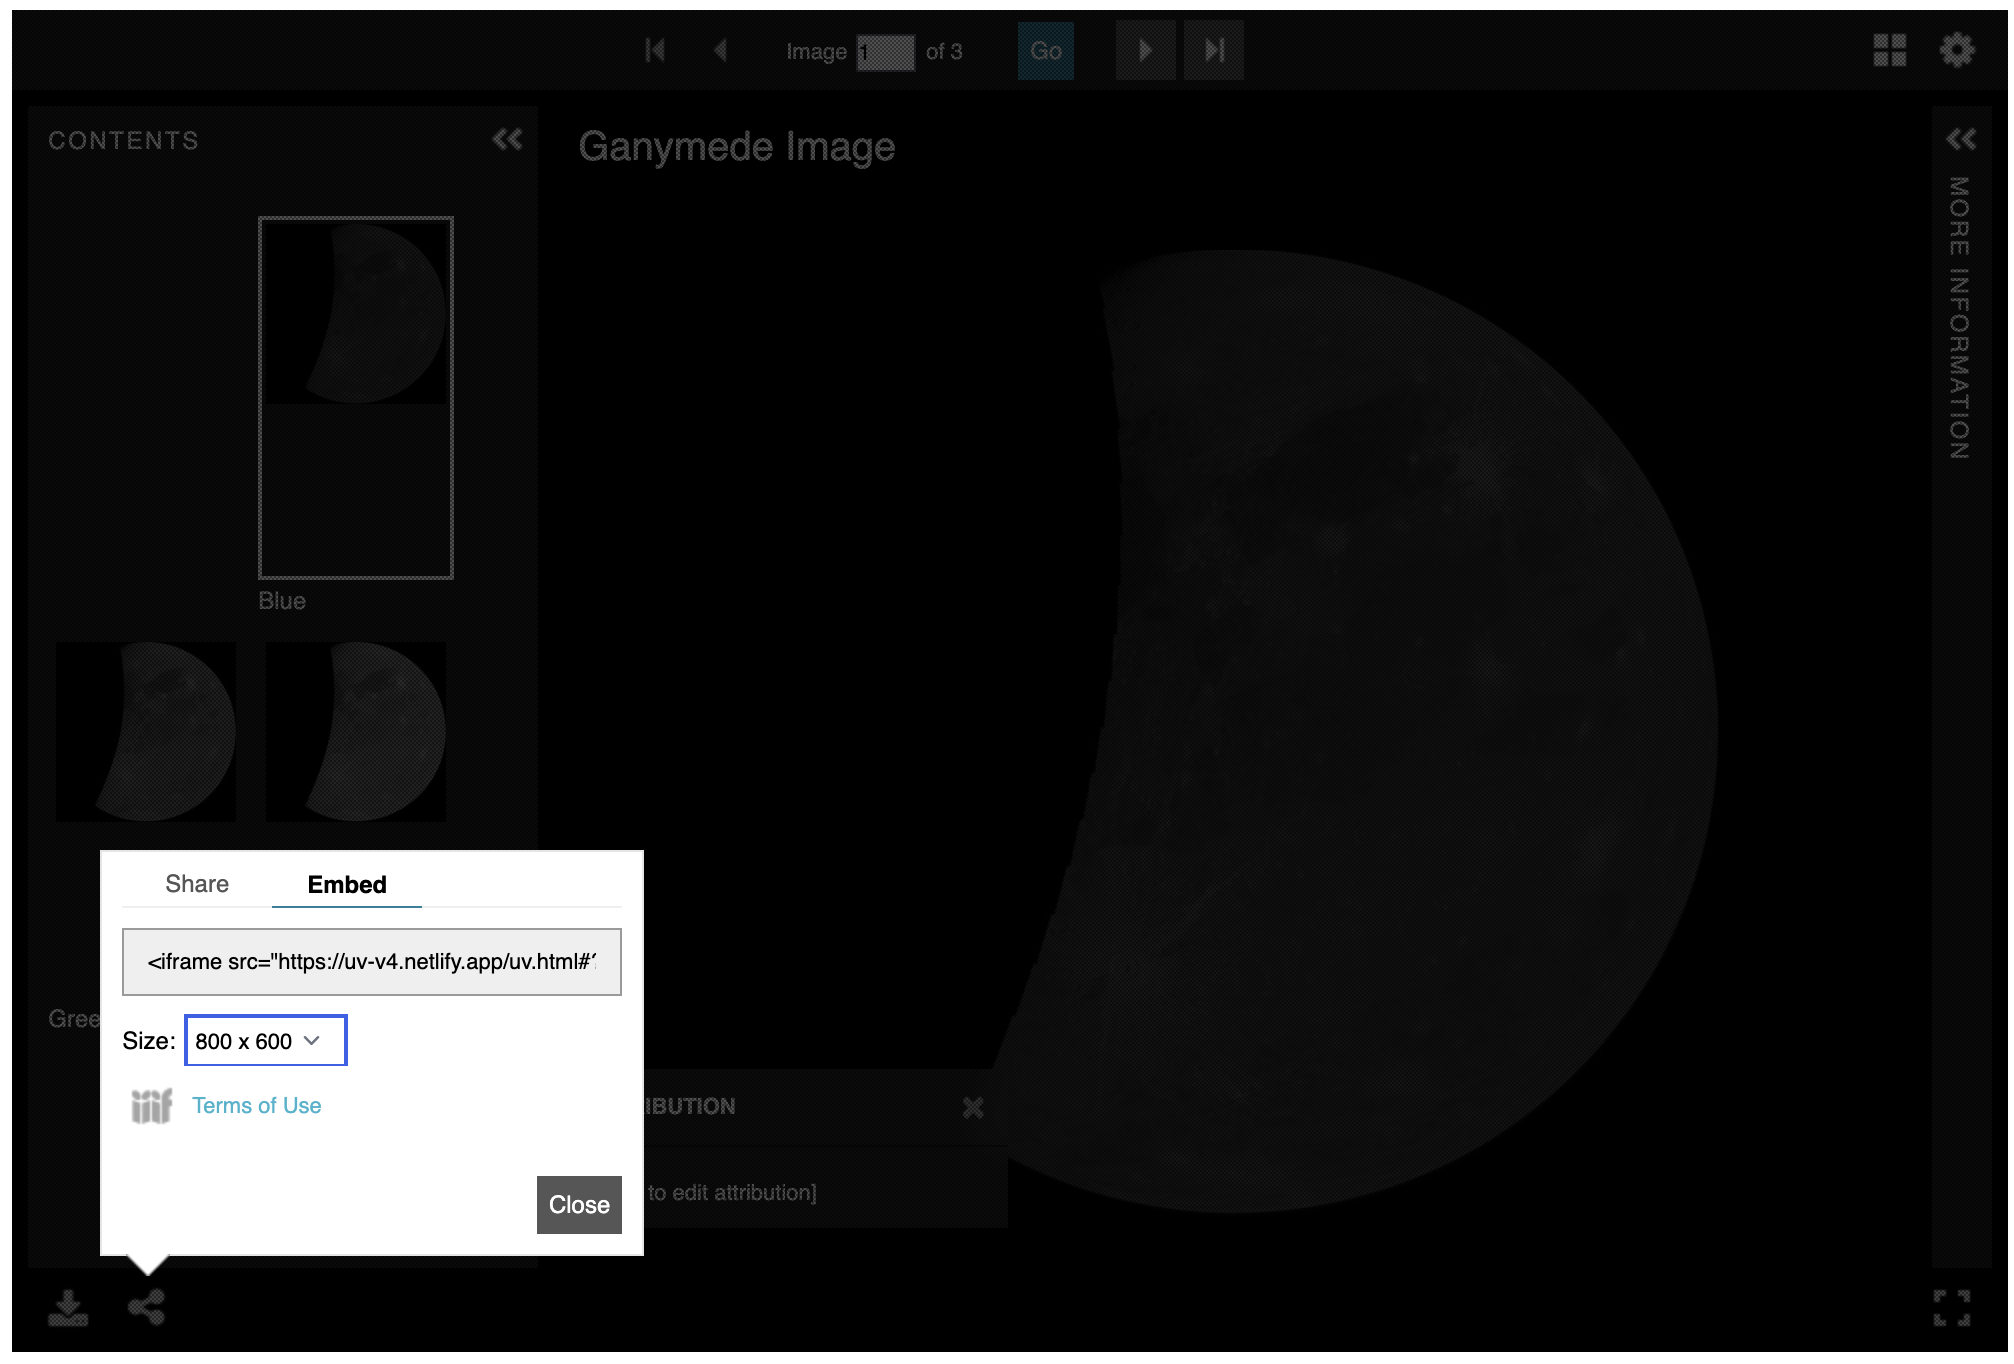 Image 1 of 3 Go
CONTENTS
Ganymede Image
MORE INFORMATION
Blue
Share Embed
<iframe src="https://uv-v4.netlify.app/uv.html#?
Gree
Size: 800 x 600
iiif Terms of Use
IBUTION
to edit attribution]
Close